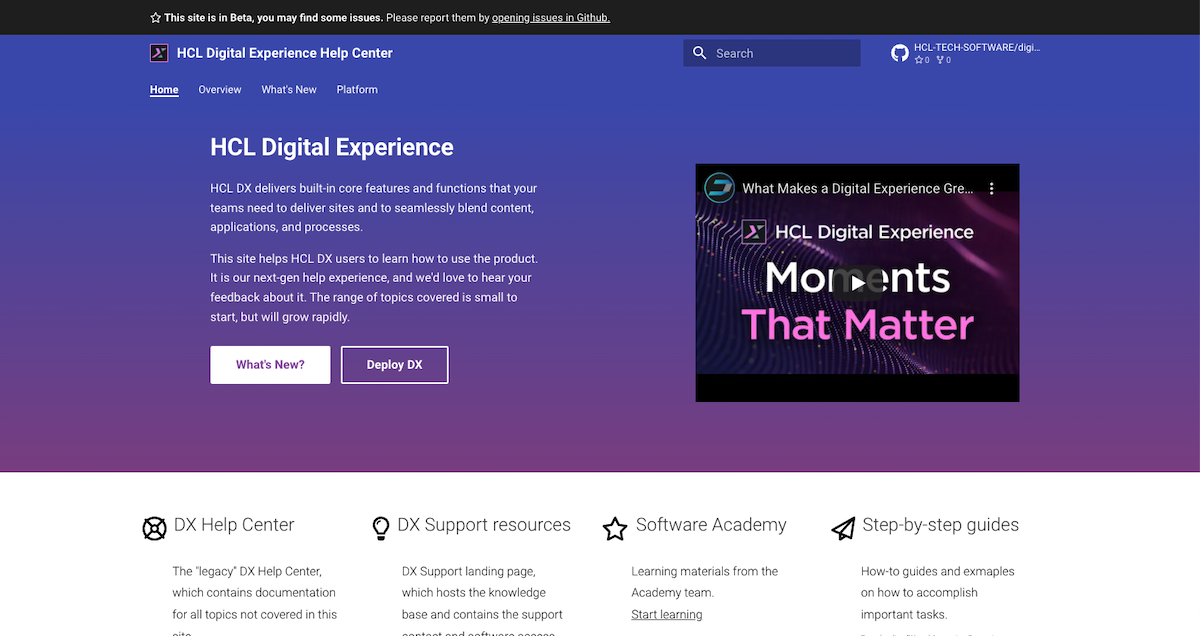 This site is in Beta, you may find some issues. Please report them by opening issues in Github.
HCL Digital Experience Help Center
Search
HCL-TECH-SOFTWARE/digi...
0 0
Home Overview What's New Platform
HCL Digital Experience
HCL DX delivers built-in core features and functions that your
teams need to deliver sites and to seamlessly blend content,
applications, and processes.
This site helps HCL DX users to learn how to use the product.
It is our next-gen help experience, and we'd love to hear your
feedback about it. The range of topics covered is small to
start, but will grow rapidly.
What's New? Deploy DX
What Makes a Digital Experience Gre...
HCL Digital Experience
Moments
That Matter
DX Help Center
The "legacy" DX Help Center,
which contains documentation
for all topics not covered in this
site.
DX Support resources
DX Support landing page,
which hosts the knowledge
base and contains the support
contact and software access
Software Academy
Learning materials from the
Academy team.
Start learning
Step-by-step guides
How-to guides and exmaples
on how to accomplish
important tasks.